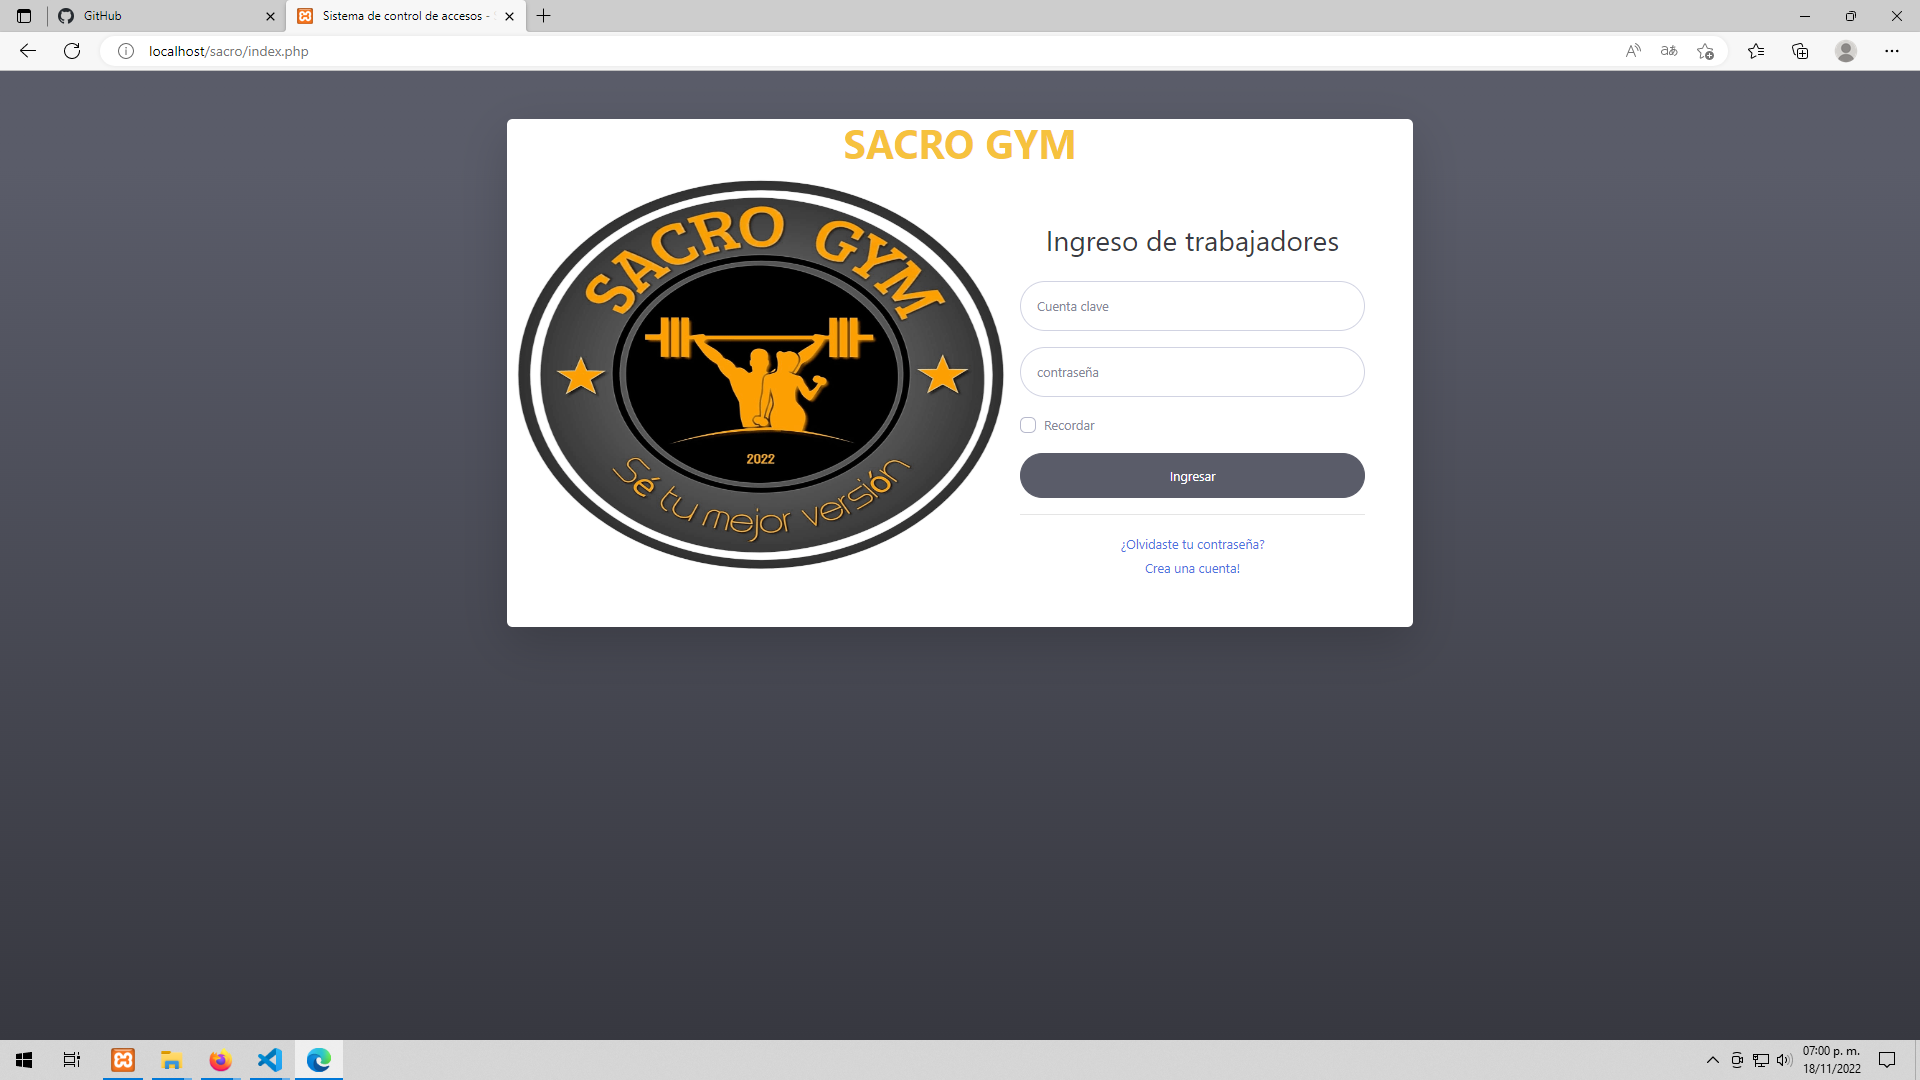 GitHub
Sistema de control de accesos -
localhost/sacro/index.php
SACRO GYM
SACRO GYM
2022
Sé tu mejor versión
Ingreso de trabajadores
Cuenta clave
contraseña
Recordar
Ingresar
¿Olvidaste tu contraseña?
Crea una cuenta!
07:00 p. m.
18/11/2022